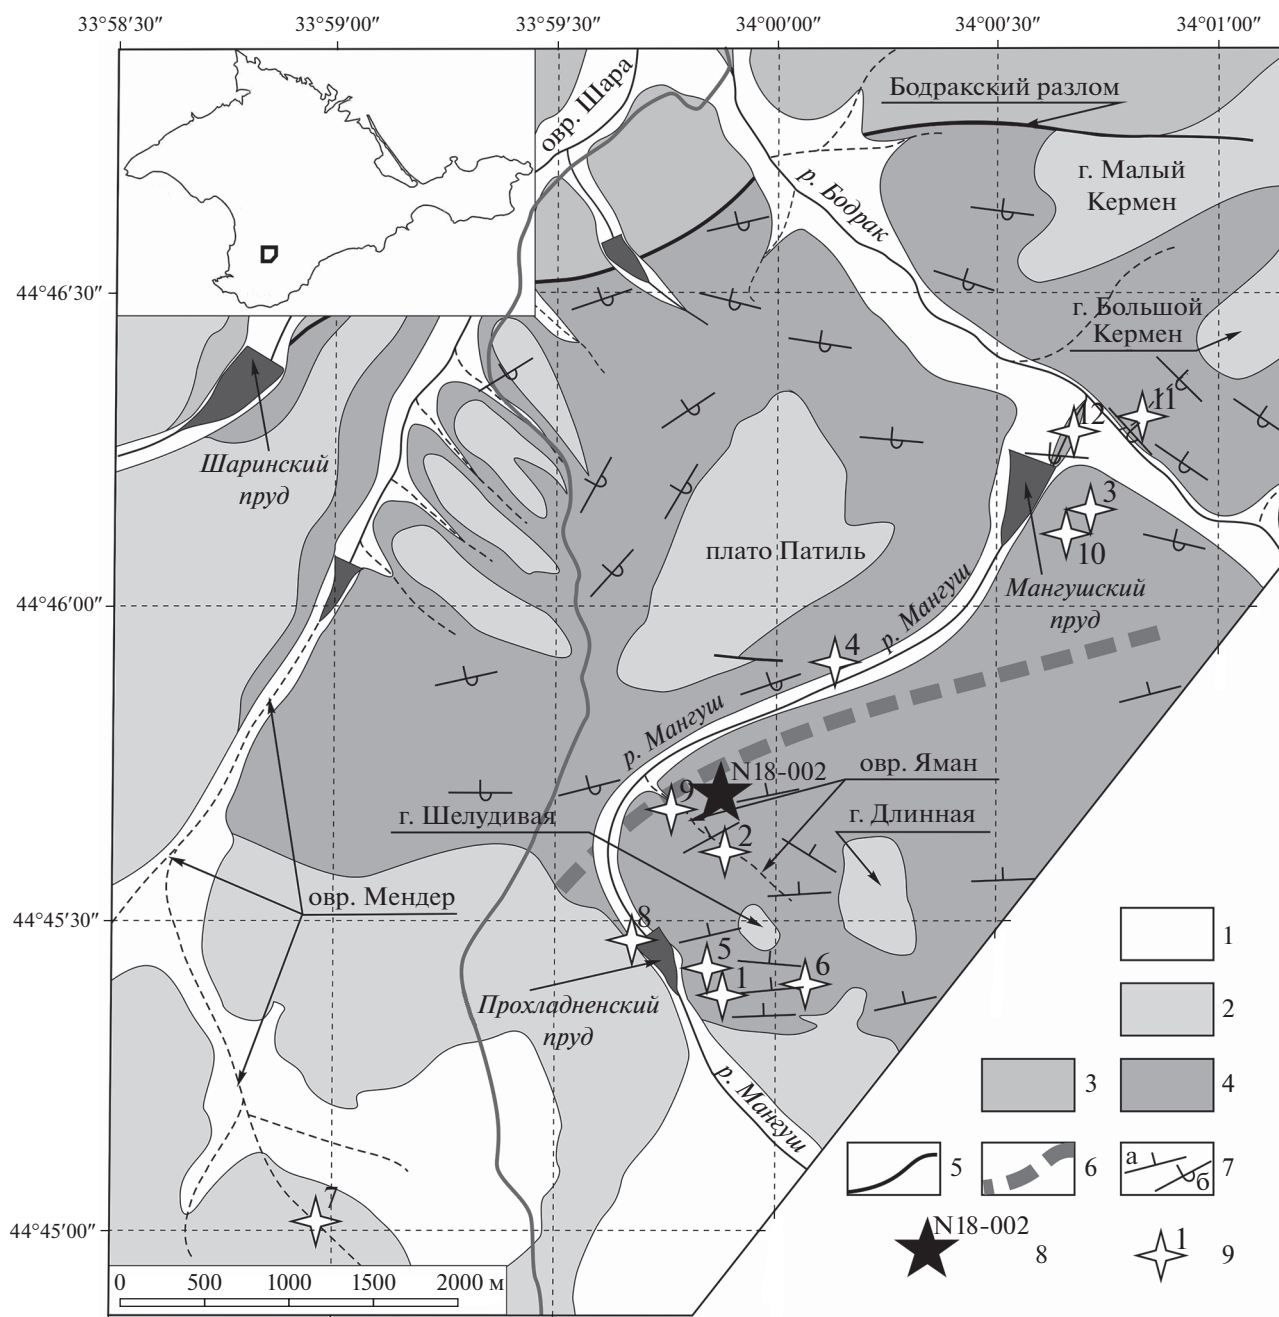 33°58′30″
33°59′00″
33°59′30″
34°00′00″
34°00′30″
34°01′00″
овр. Шара
Бодракский разлом
р. Бодрак
г. Малый
Кермен
44°46′30″
г. Большой
Кермен
Шаринский
пруд
12
11
3
10
плато Патиль
Мангушский
пруд
44°46′00″
р. Мангуш
4
р. Мангуш
N18-002
овр. Яман
9
г. Шелудивая
г. Длинная
2
овр. Мендер
44°45′30″
8
5
6
1
Прохладненский
пруд
р. Мангуш
7
44°45′00″
0 500 1000 1500 2000 м
1
2
3
4
5
6
а
б
7
N18-002
8
1
9